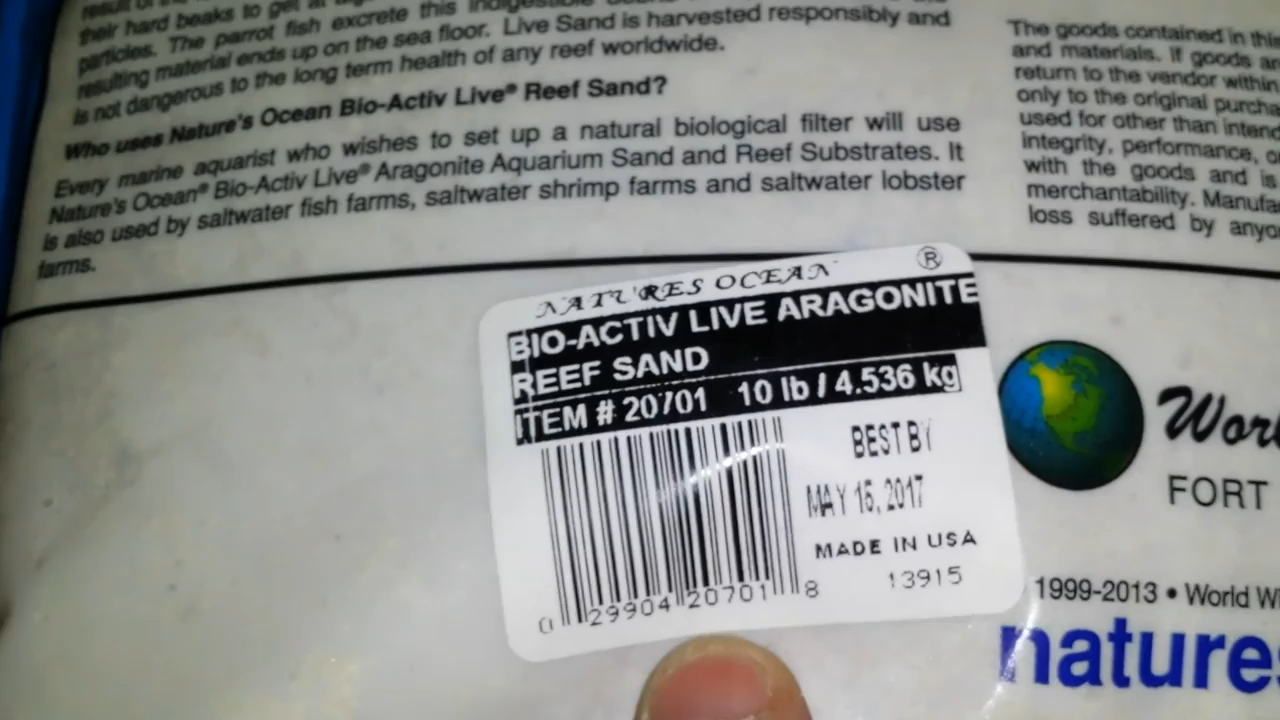 their hard beaks to get at
particles. The parrot fish excrete this indigestible
resulting material ends up on the sea floor. Live Sand is harvested responsibly and
is not dangerous to the long term health of any reef worldwide.
Who uses Nature's Ocean Bio-Activ Live® Reef Sand?
Every marine aquarist who wishes to set up a natural biological filter will use
Nature's Ocean® Bio-Activ Live® Aragonite Aquarium Sand and Reef Substrates. It
is also used by saltwater fish farms, saltwater shrimp farms and saltwater lobster
farms.
The goods contained in this
and materials. If goods
return to the vendor within
only to the original
used for other than
integrity, performance,
with the goods and is
merchantability.
loss suffered by
NATURES OCEAN ®
BIO-ACTIV LIVE ARAGONITE
REEF SAND
ITEM # 20701 10 lb / 4.536 kg
BEST BY
MAY 15, 2017
MADE IN USA
13915
0 29904 20701 8
FORT
1999-2013 • World
natures